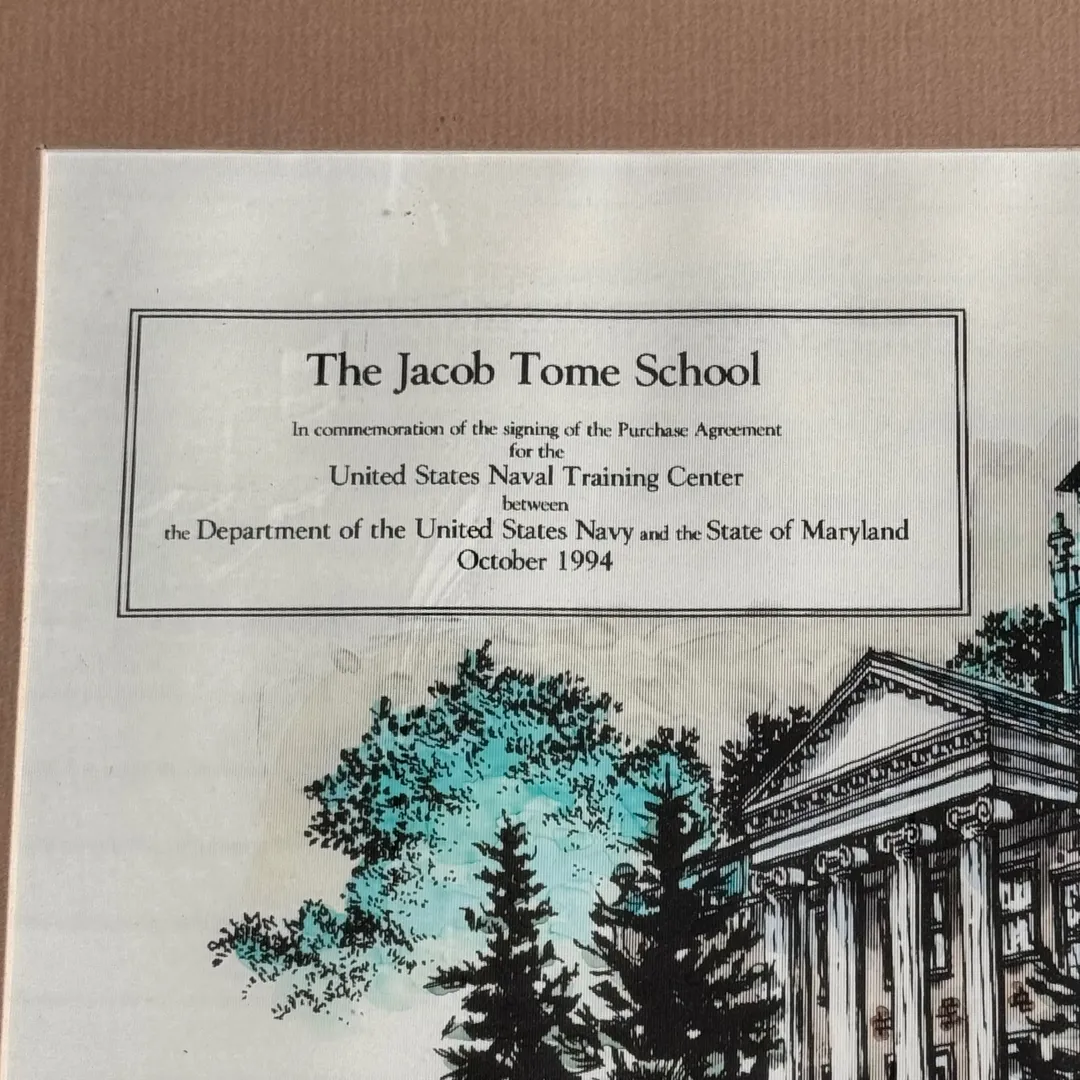 The Jacob Tome School
In commemoration of the signing of the Purchase Agreement
for the
United States Naval Training Center
between
the Department of the United States Navy and the State of Maryland
October 1994